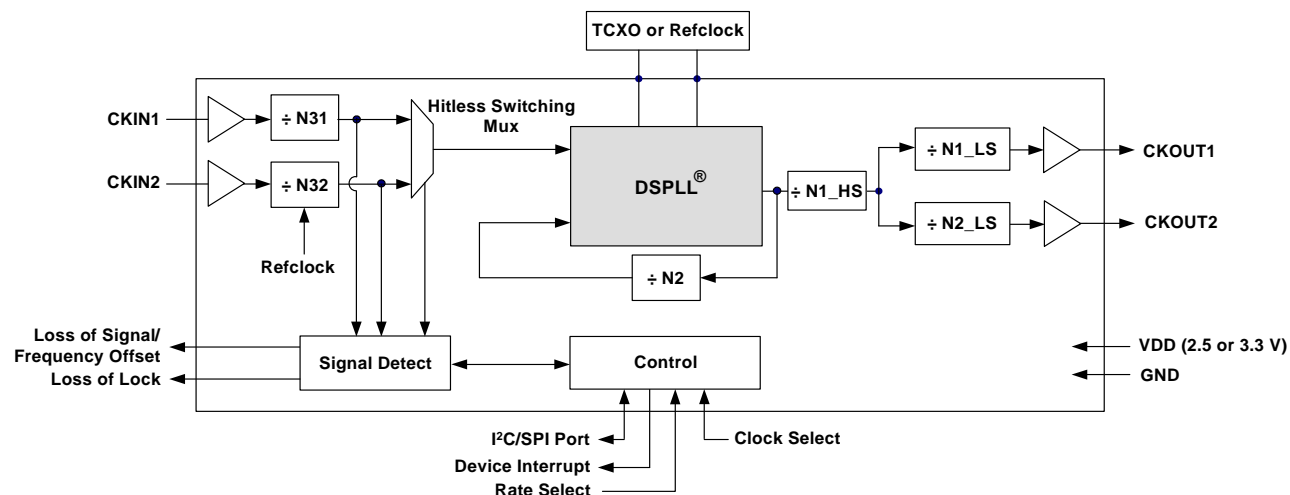 TCXO or Refclock
CKIN1
÷ N31
Hitless Switching
Mux
CKIN2
÷ N32
DSPLL®
÷ N1_HS
÷ N1_LS
CKOUT1
÷ N2_LS
CKOUT2
Refclock
÷ N2
Loss of Signal/
Frequency Offset
Loss of Lock
Signal Detect
Control
VDD (2.5 or 3.3 V)
GND
I²C/SPI Port
Clock Select
Device Interrupt
Rate Select